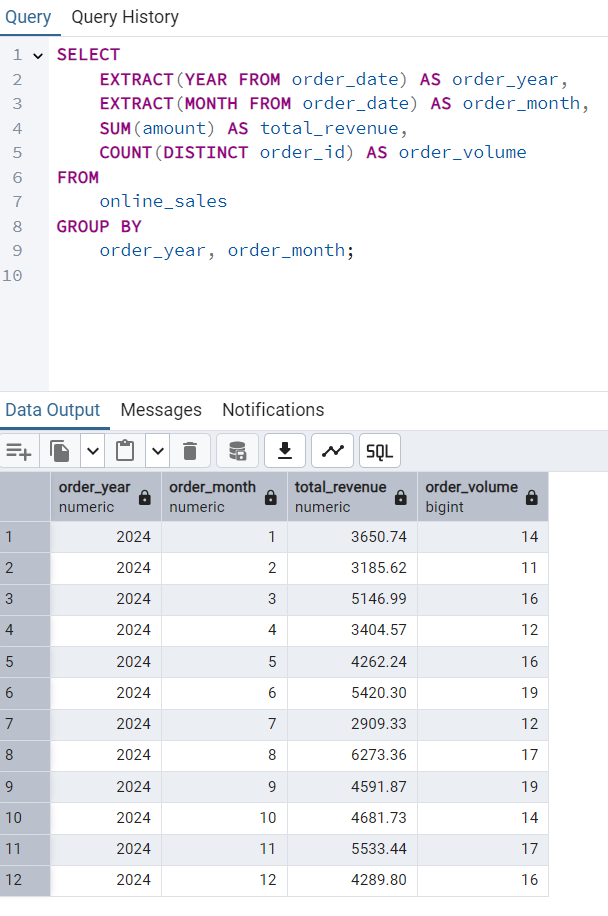 Query Query History
1 SELECT
2 EXTRACT(YEAR FROM order_date) AS order_year,
3 EXTRACT(MONTH FROM order_date) AS order_month,
4 SUM(amount) AS total_revenue,
5 COUNT(DISTINCT order_id) AS order_volume
6 FROM
7 online_sales
8 GROUP BY
9 order_year, order_month;
10
Data Output Messages Notifications
SQL
order_year order_month total_revenue order_volume
numeric numeric numeric bigint
1 2024 1 3650.74 14
2 2024 2 3185.62 11
3 2024 3 5146.99 16
4 2024 4 3404.57 12
5 2024 5 4262.24 16
6 2024 6 5420.30 19
7 2024 7 2909.33 12
8 2024 8 6273.36 17
9 2024 9 4591.87 19
10 2024 10 4681.73 14
11 2024 11 5533.44 17
12 2024 12 4289.80 16